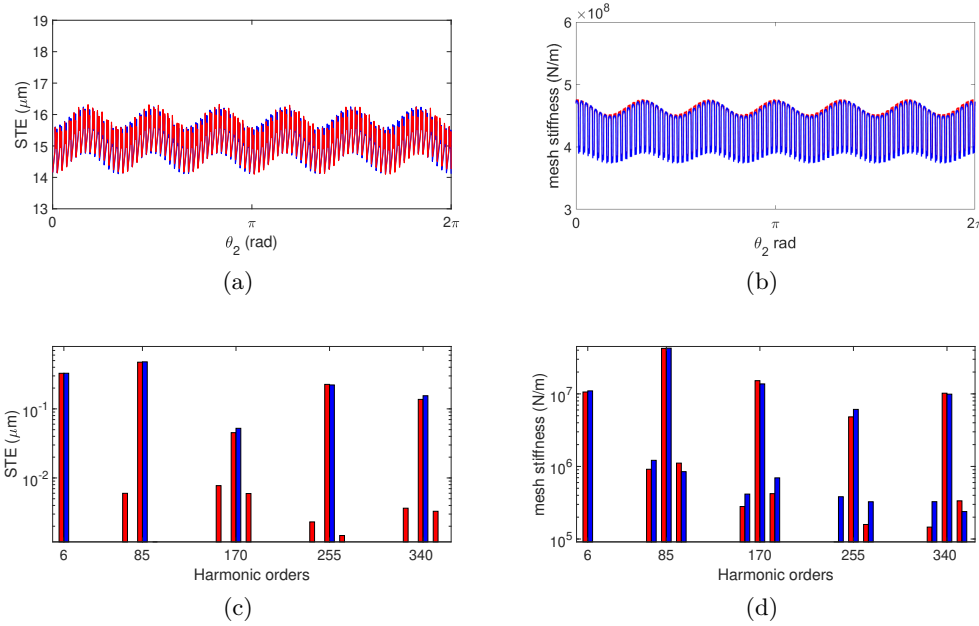 19
18
17
16
15
14
13
STE (μm)
0
π
2π
θ2 (rad)
(a)
×10^8
6
5
4
3
mesh stiffness (N/m)
0
π
2π
θ2 rad
(b)
10^-1
10^-2
STE (μm)
6
85
170
255
340
Harmonic orders
(c)
10^7
10^6
10^5
mesh stiffness (N/m)
6
85
170
255
340
Harmonic orders
(d)